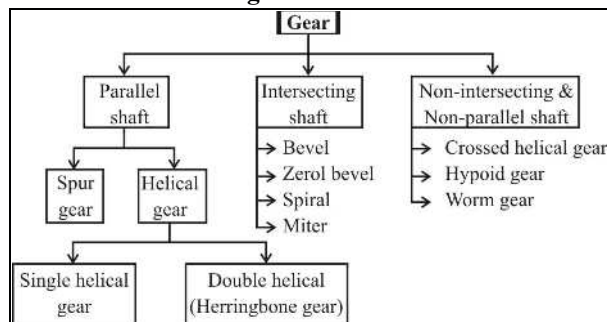 Gear
Parallel
shaft
Intersecting
shaft
Non-intersecting &
Non-parallel shaft
Spur
gear
Helical
gear
Bevel
Zerol bevel
Spiral
Miter
Crossed helical gear
Hypoid gear
Worm gear
Single helical
gear
Double helical
(Herringbone gear)